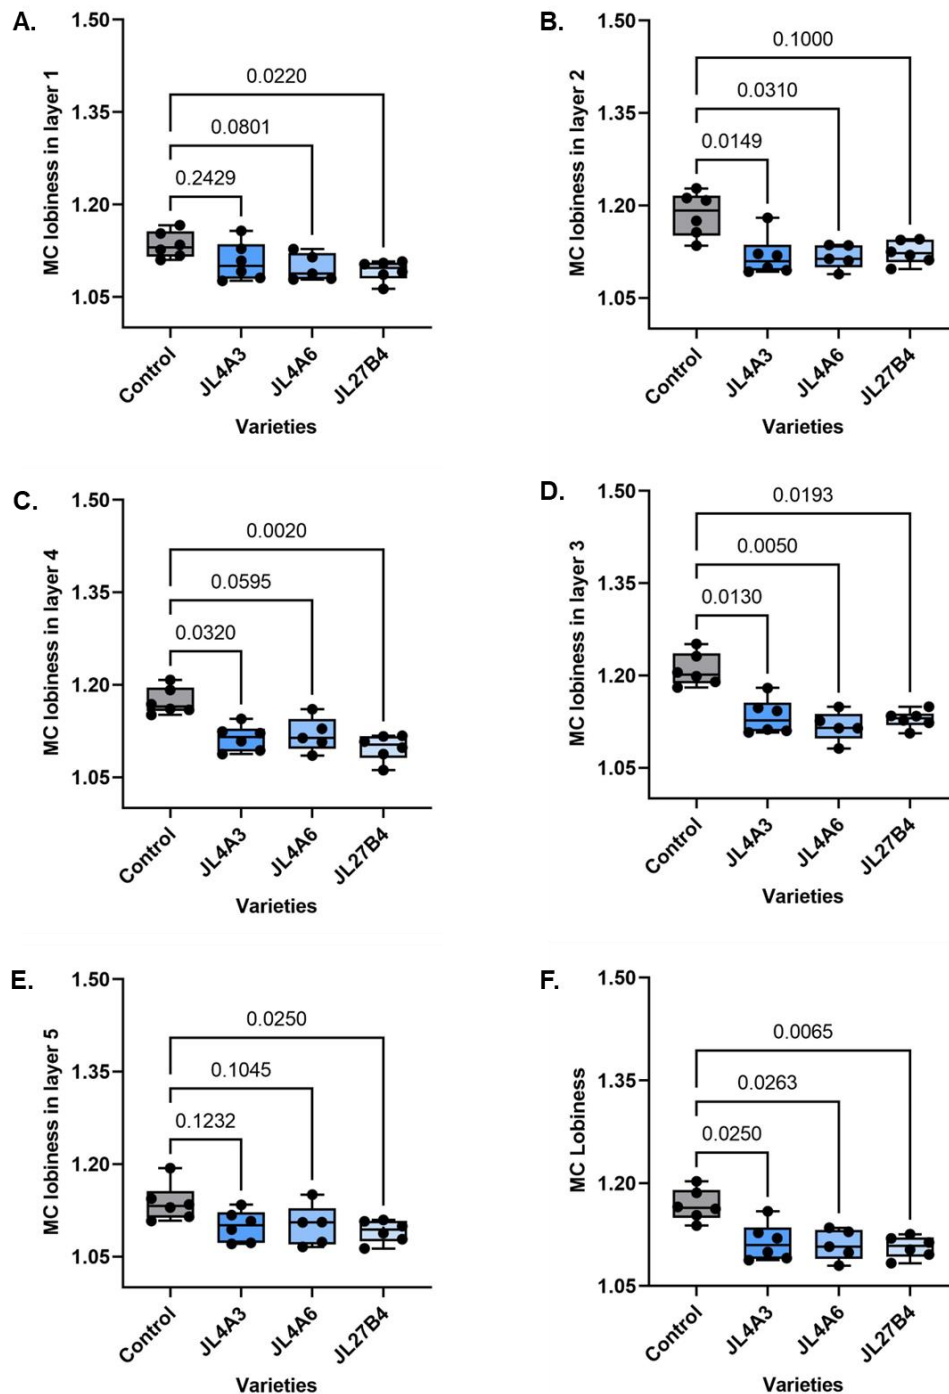 A.
MC lobiness in layer 1
1.50
1.35
1.20
1.05
0.0220
0.0801
0.2429
Control
JL4A3
JL4A6
JL27B4
Varieties
B.
MC lobiness in layer 2
1.50
1.35
1.20
1.05
0.1000
0.0310
0.0149
Control
JL4A3
JL4A6
JL27B4
Varieties
C.
MC lobiness in layer 4
1.50
1.35
1.20
1.05
0.0020
0.0595
0.0320
Control
JL4A3
JL4A6
JL27B4
Varieties
D.
MC lobiness in layer 3
1.50
1.35
1.20
1.05
0.0193
0.0050
0.0130
Control
JL4A3
JL4A6
JL27B4
Varieties
E.
MC lobiness in layer 5
1.50
1.35
1.20
1.05
0.0250
0.1045
0.1232
Control
JL4A3
JL4A6
JL27B4
Varieties
F.
MC Lobiness
1.50
1.35
1.20
1.05
0.0065
0.0263
0.0250
Control
JL4A3
JL4A6
JL27B4
Varieties